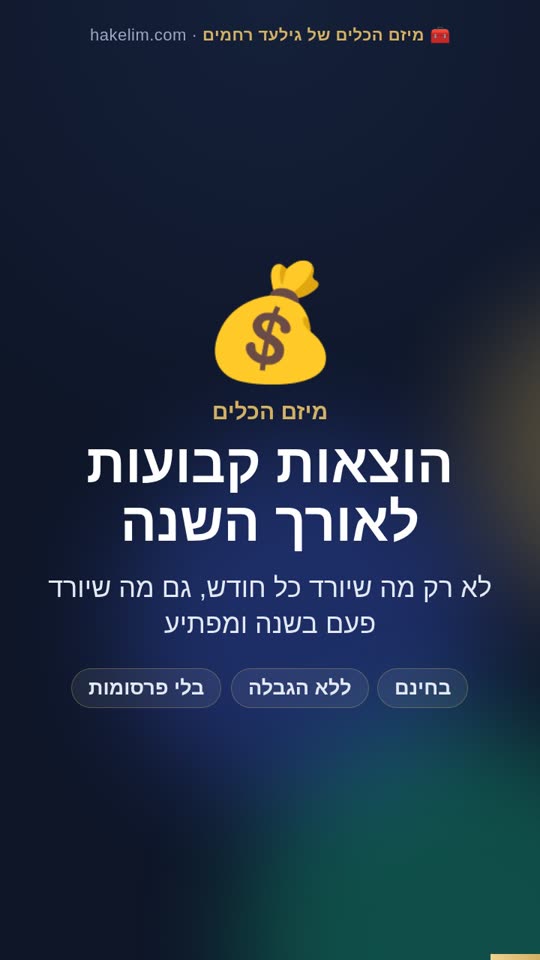 🧰 מיזם הכלים של גילעד רחמים · hakelim.com
מיזם הכלים
הוצאות קבועות
לאורך השנה
לא רק מה שיורד כל חודש, גם מה שיורד
פעם בשנה ומפתיע
בחינם
ללא הגבלה
בלי פרסומות